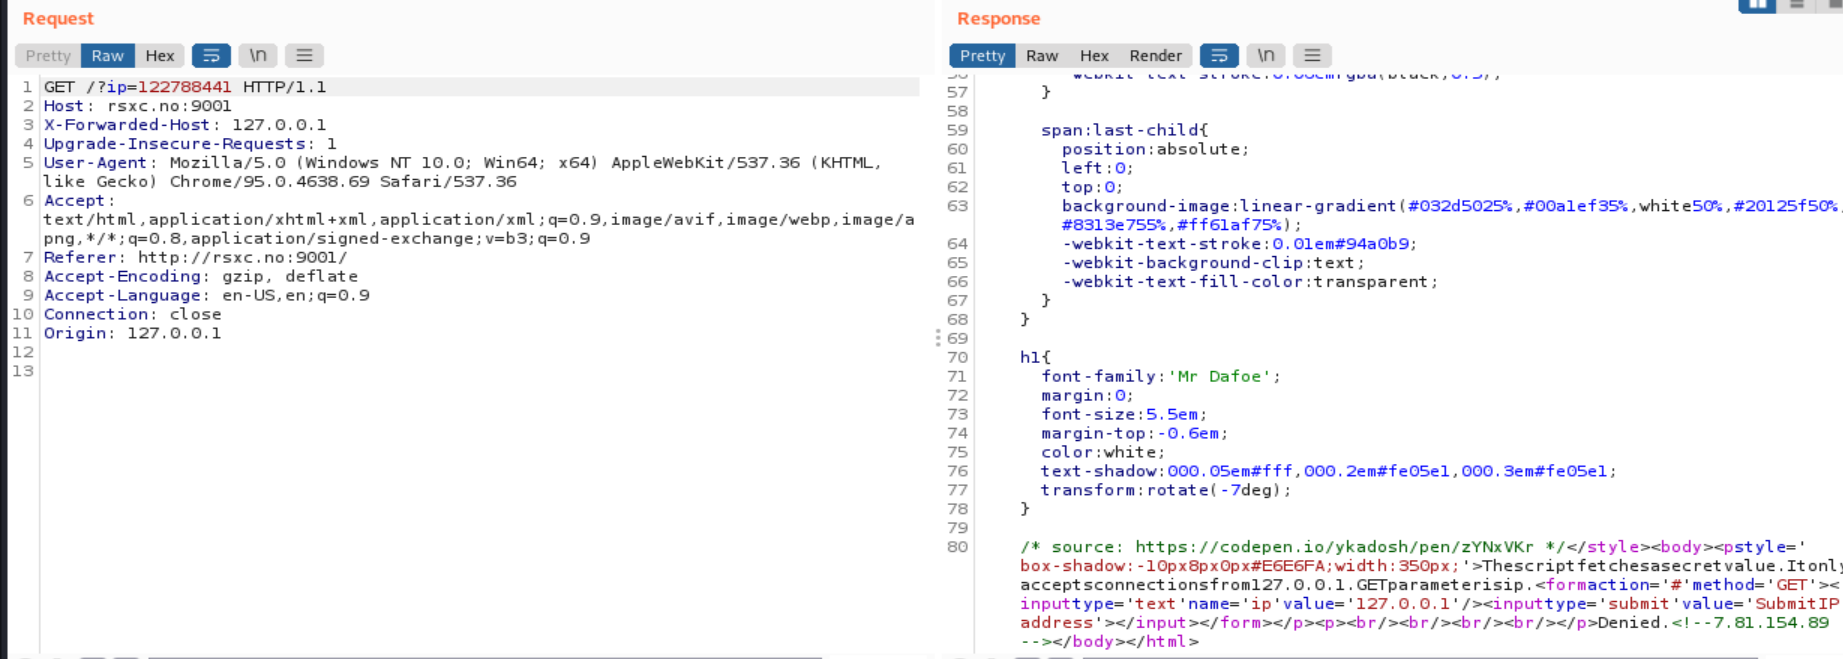 Request
Pretty Raw Hex \n
1 GET /?ip=122788441 HTTP/1.1
2 Host: rsxc.no:9001
3 X-Forwarded-Host: 127.0.0.1
4 Upgrade-Insecure-Requests: 1
5 User-Agent: Mozilla/5.0 (Windows NT 10.0; Win64; x64) AppleWebKit/537.36 (KHTML,
like Gecko) Chrome/95.0.4638.69 Safari/537.36
6 Accept:
text/html,application/xhtml+xml,application/xml;q=0.9,image/avif,image/webp,image/a
png,*/*;q=0.8,application/signed-exchange;v=b3;q=0.9
7 Referer: http://rsxc.no:9001/
8 Accept-Encoding: gzip, deflate
9 Accept-Language: en-US,en;q=0.9
10 Connection: close
11 Origin: 127.0.0.1
12
13
Response
Pretty Raw Hex Render \n
57 }
58
59 span:last-child{
60 position:absolute;
61 left:0;
62 top:0;
63 background-image:linear-gradient(#032d5025%,#00a1ef35%,white50%,#20125f50%,
#8313e755%,#ff61af75%);
64 -webkit-text-stroke:0.01em#94a0b9;
65 -webkit-background-clip:text;
66 -webkit-text-fill-color:transparent;
67 }
68 }
69
70 h1{
71 font-family:'Mr Dafoe';
72 margin:0;
73 font-size:5.5em;
74 margin-top:-0.6em;
75 color:white;
76 text-shadow:000.05em#fff,000.2em#fe05e1,000.3em#fe05e1;
77 transform:rotate(-7deg);
78 }
79
80 /* source: https://codepen.io/ykadosh/pen/zYNxVKr */</style><body><pstyle='
box-shadow:-10px8px0px#E6E6FA;width:350px;'>Thescriptfetchesasecretvalue.Itonly
acceptsconnectionsfrom127.0.0.1.GETparameterisip.<formaction='#'method='GET'><
inputtype='text'name='ip'value='127.0.0.1'/><inputtype='submit'value='SubmitIP
address'></input></form></p><p><br/><br/><br/><br/></p>Denied.<!--7.81.154.89
--></body></html>